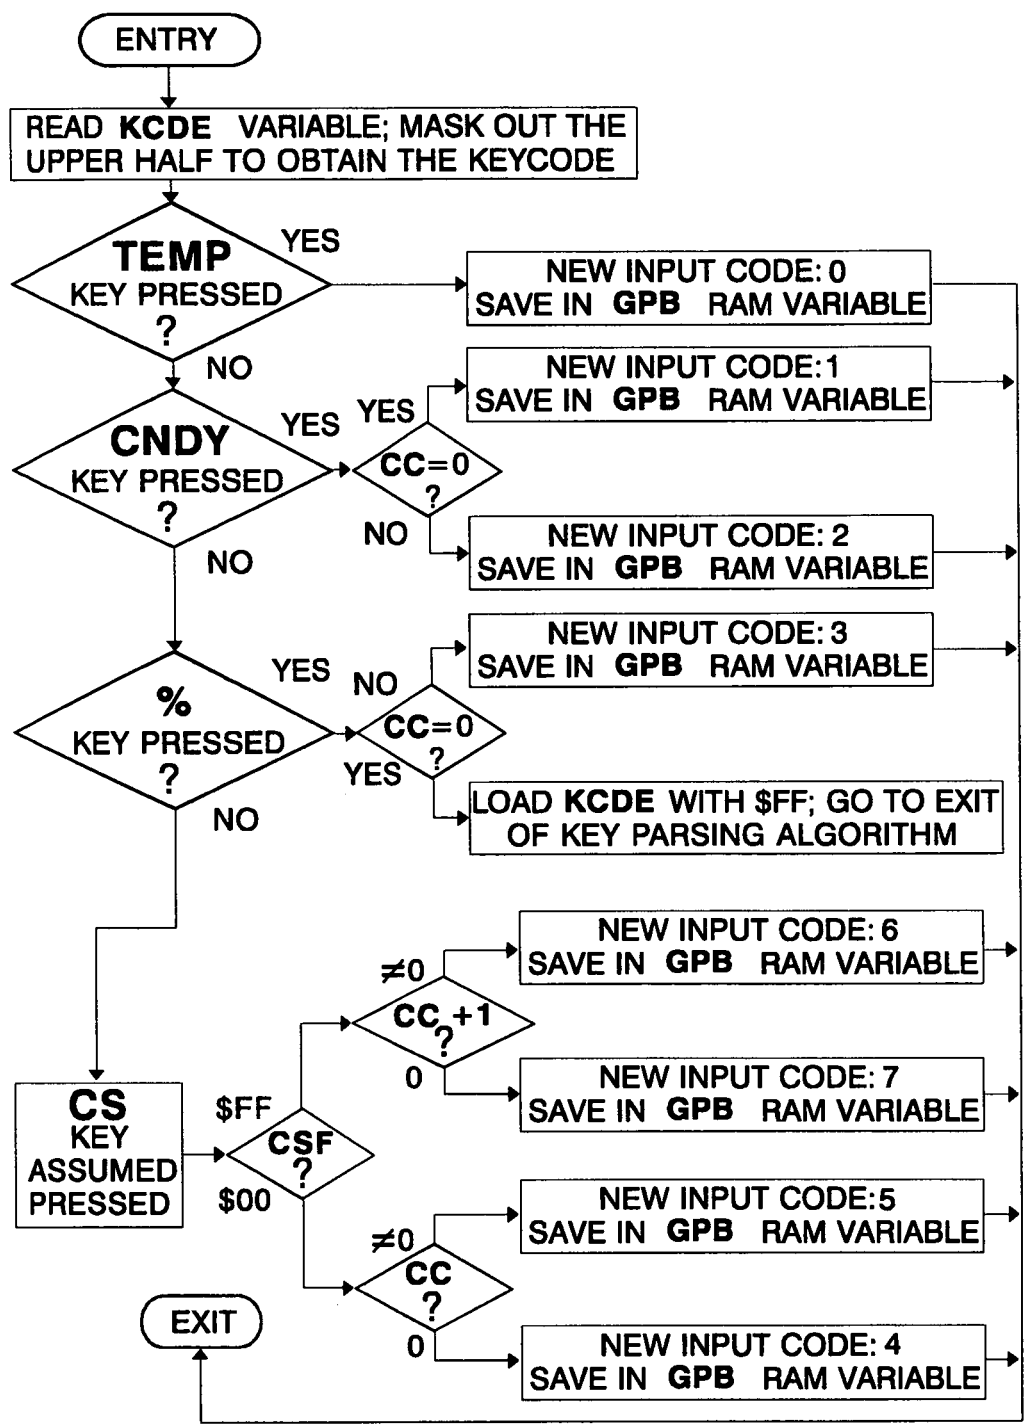 ENTRY
READ KCDE VARIABLE; MASK OUT THE
UPPER HALF TO OBTAIN THE KEYCODE
TEMP
KEY PRESSED
?
YES
NO
NEW INPUT CODE: 0
SAVE IN GPB RAM VARIABLE
CNDY
KEY PRESSED
?
YES
NO
CC=0
?
YES
NO
NEW INPUT CODE: 1
SAVE IN GPB RAM VARIABLE
NEW INPUT CODE: 2
SAVE IN GPB RAM VARIABLE
%
KEY PRESSED
?
YES
NO
CC=0
?
NO
YES
NEW INPUT CODE: 3
SAVE IN GPB RAM VARIABLE
LOAD KCDE WITH $FF; GO TO EXIT
OF KEY PARSING ALGORITHM
CS
KEY
ASSUMED
PRESSED
$FF
CSF
?
$00
≠0
CC +1
?
0
NEW INPUT CODE: 6
SAVE IN GPB RAM VARIABLE
NEW INPUT CODE: 7
SAVE IN GPB RAM VARIABLE
≠0
CC
?
0
NEW INPUT CODE: 5
SAVE IN GPB RAM VARIABLE
NEW INPUT CODE: 4
SAVE IN GPB RAM VARIABLE
EXIT